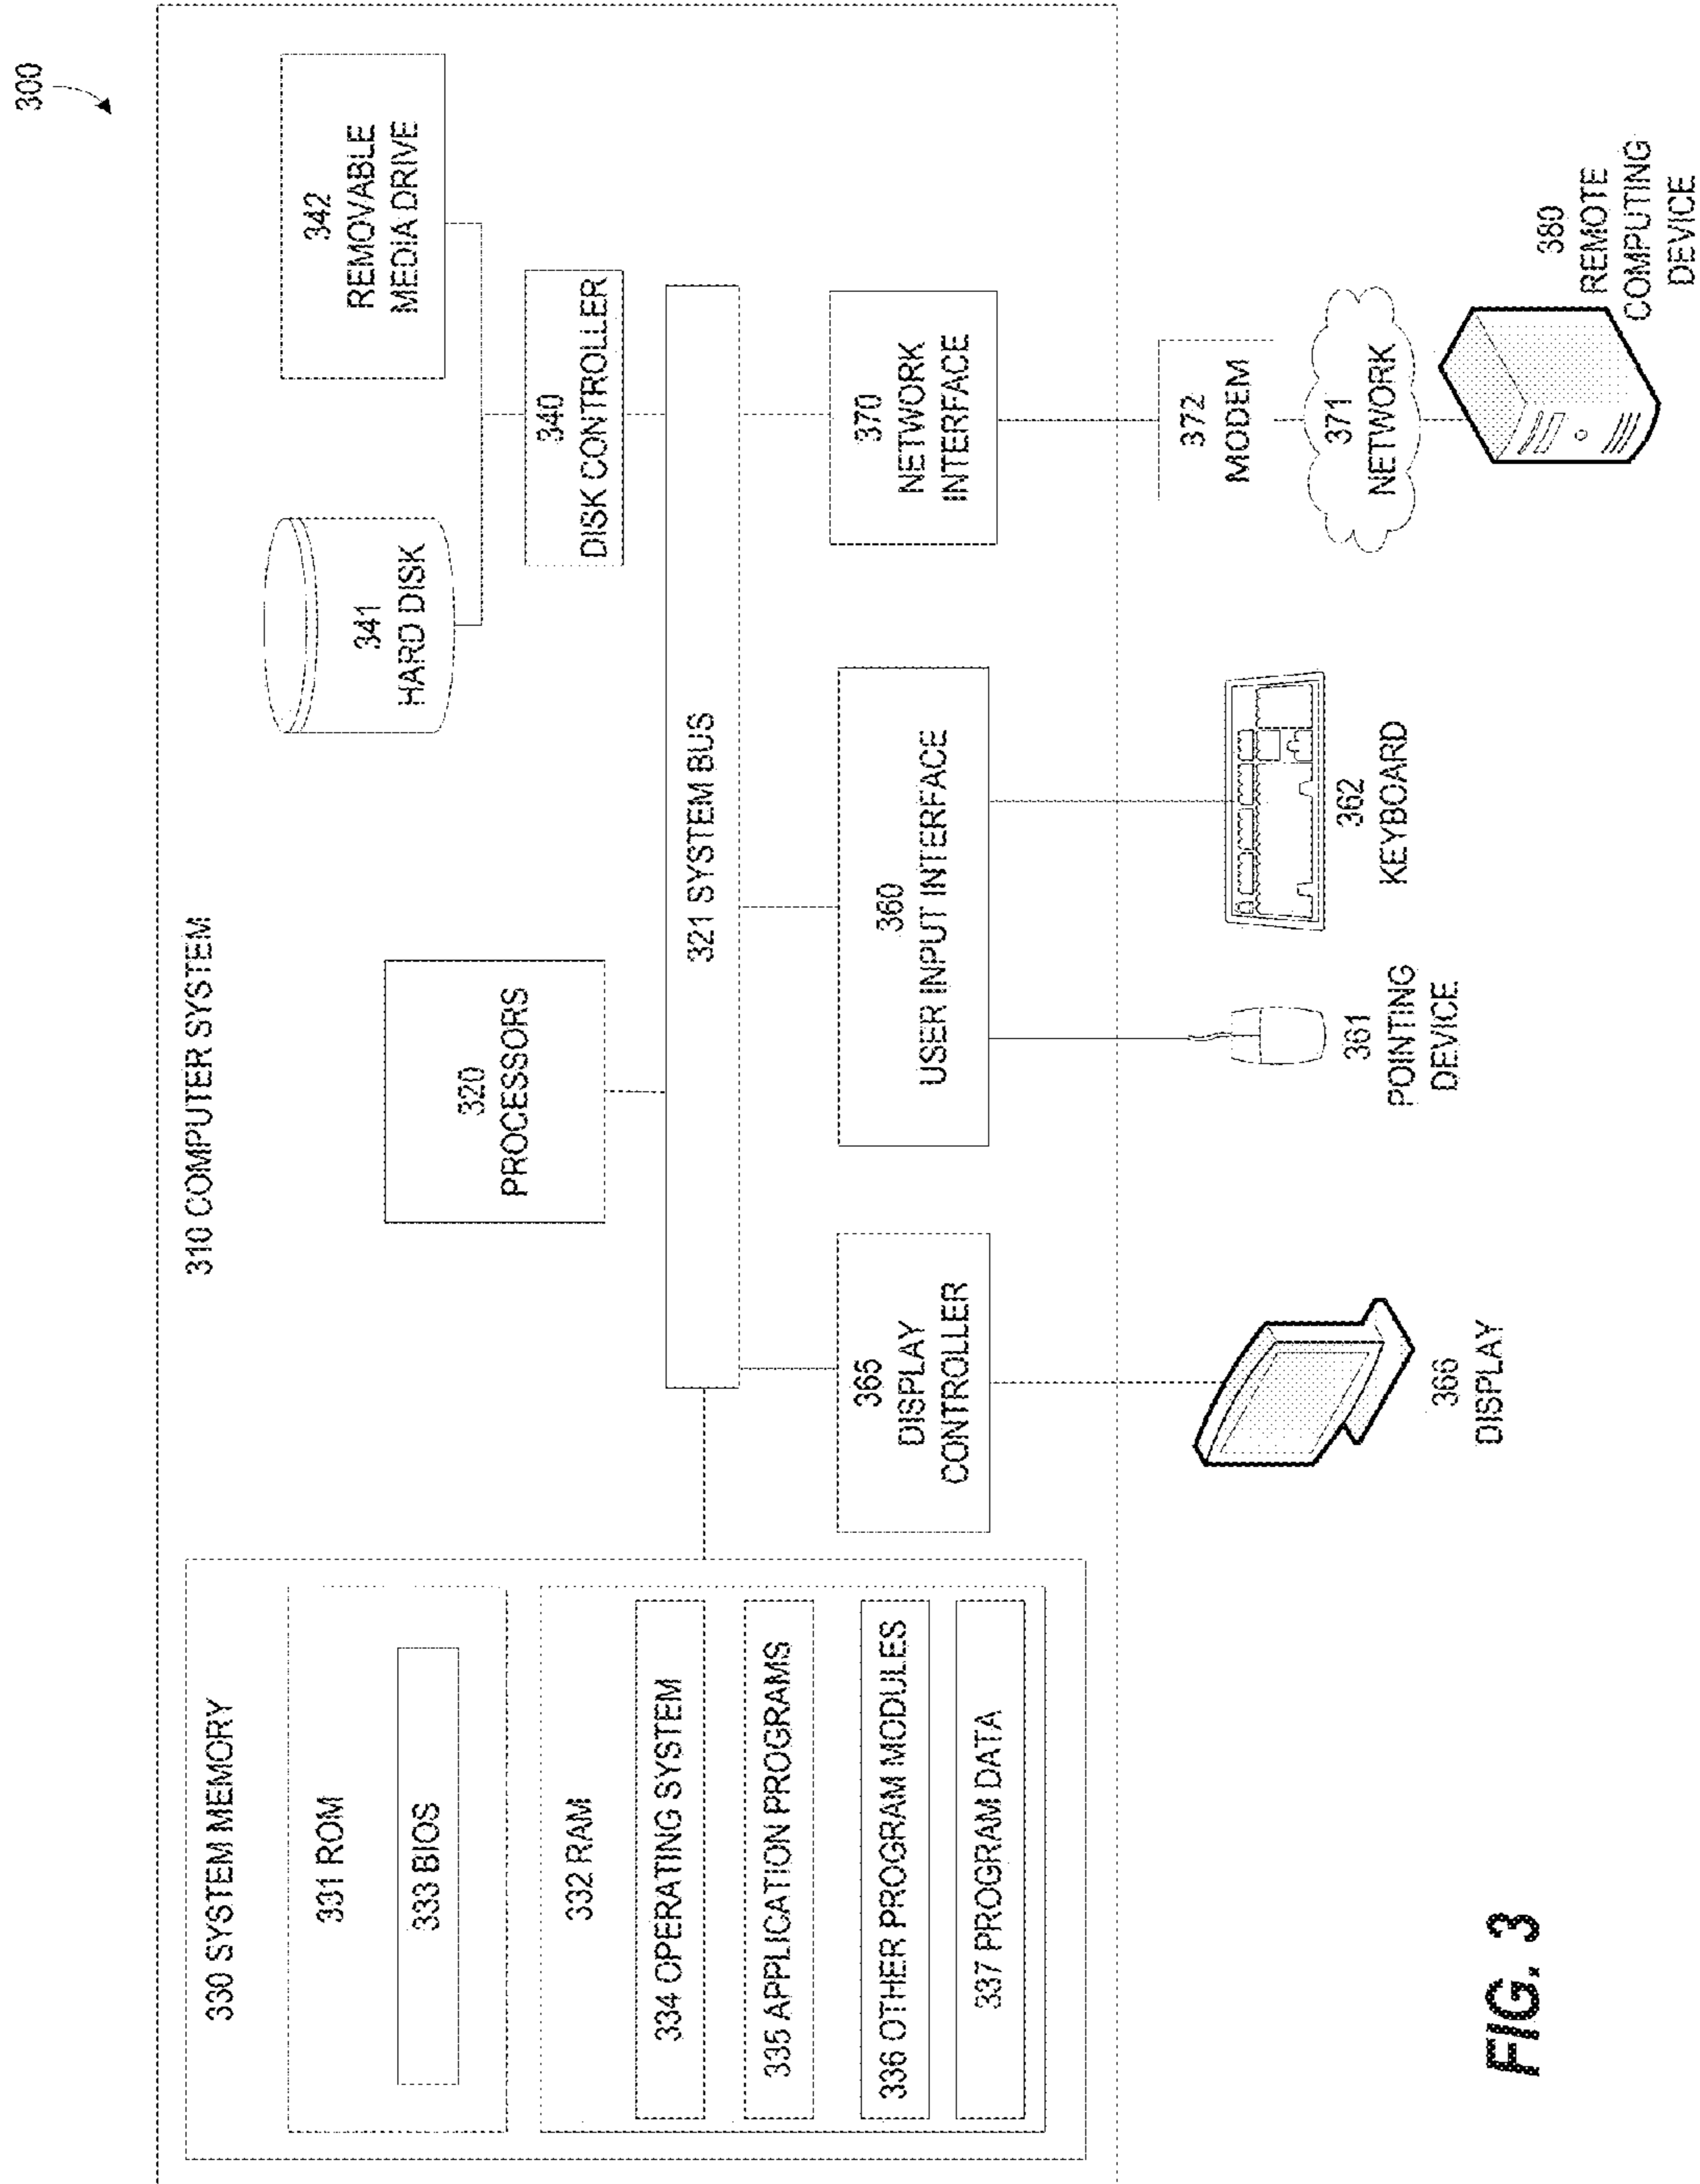 300
310 COMPUTER SYSTEM
330 SYSTEM MEMORY
331 ROM
333 BIOS
332 RAM
334 OPERATING SYSTEM
335 APPLICATION PROGRAMS
336 OTHER PROGRAM MODULES
337 PROGRAM DATA
320
PROCESSORS
341
HARD DISK
342
REMOVABLE
MEDIA DRIVE
340
DISK CONTROLLER
321 SYSTEM BUS
365
DISPLAY
CONTROLLER
360
USER INPUT INTERFACE
370
NETWORK
INTERFACE
366
DISPLAY
361
POINTING
DEVICE
362
KEYBOARD
372
MODEM
371
NETWORK
380
REMOTE
COMPUTING
DEVICE
FIG. 3